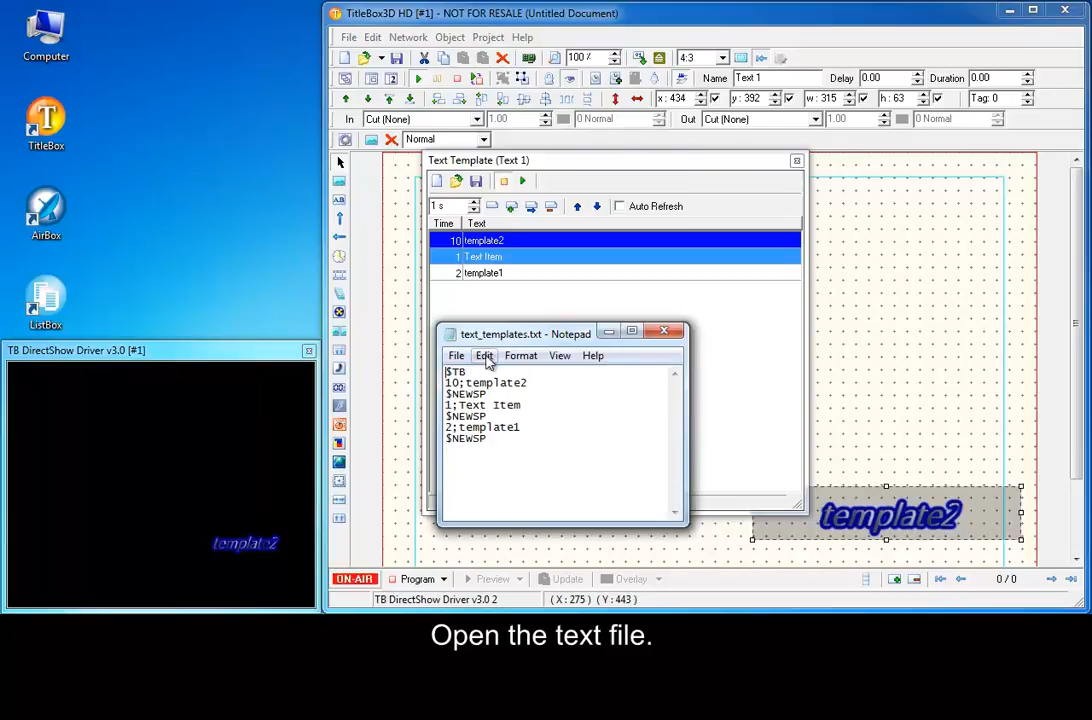 Computer
TitleBox
AirBox
ListBox
TB DirectShow Driver v3.0 [#1]
template2
TitleBox3D HD [#1] - NOT FOR RESALE (Untitled Document)
File Edit Network Object Project Help
100 % 4:3
Name Text 1 Delay 0.00 Duration 0.00
x : 434 y : 392 w : 315 h : 63 Tag: 0
In Cut (None) 1.00 0 Normal Out Cut (None) 1.00 0 Normal
Normal
Text Template (Text 1)
1 s Auto Refresh
Time Text
10 template2
1 Text Item
2 template1
text_templates.txt - Notepad
File Edit Format View Help
$TB
10;template2
$NEWSP
1;Text Item
$NEWSP
2;template1
$NEWSP
template2
ON-AIR Program Preview Update Overlay 0 / 0
TB DirectShow Driver v3.0 2 ( X : 275 ) ( Y : 443 )
Open the text file.